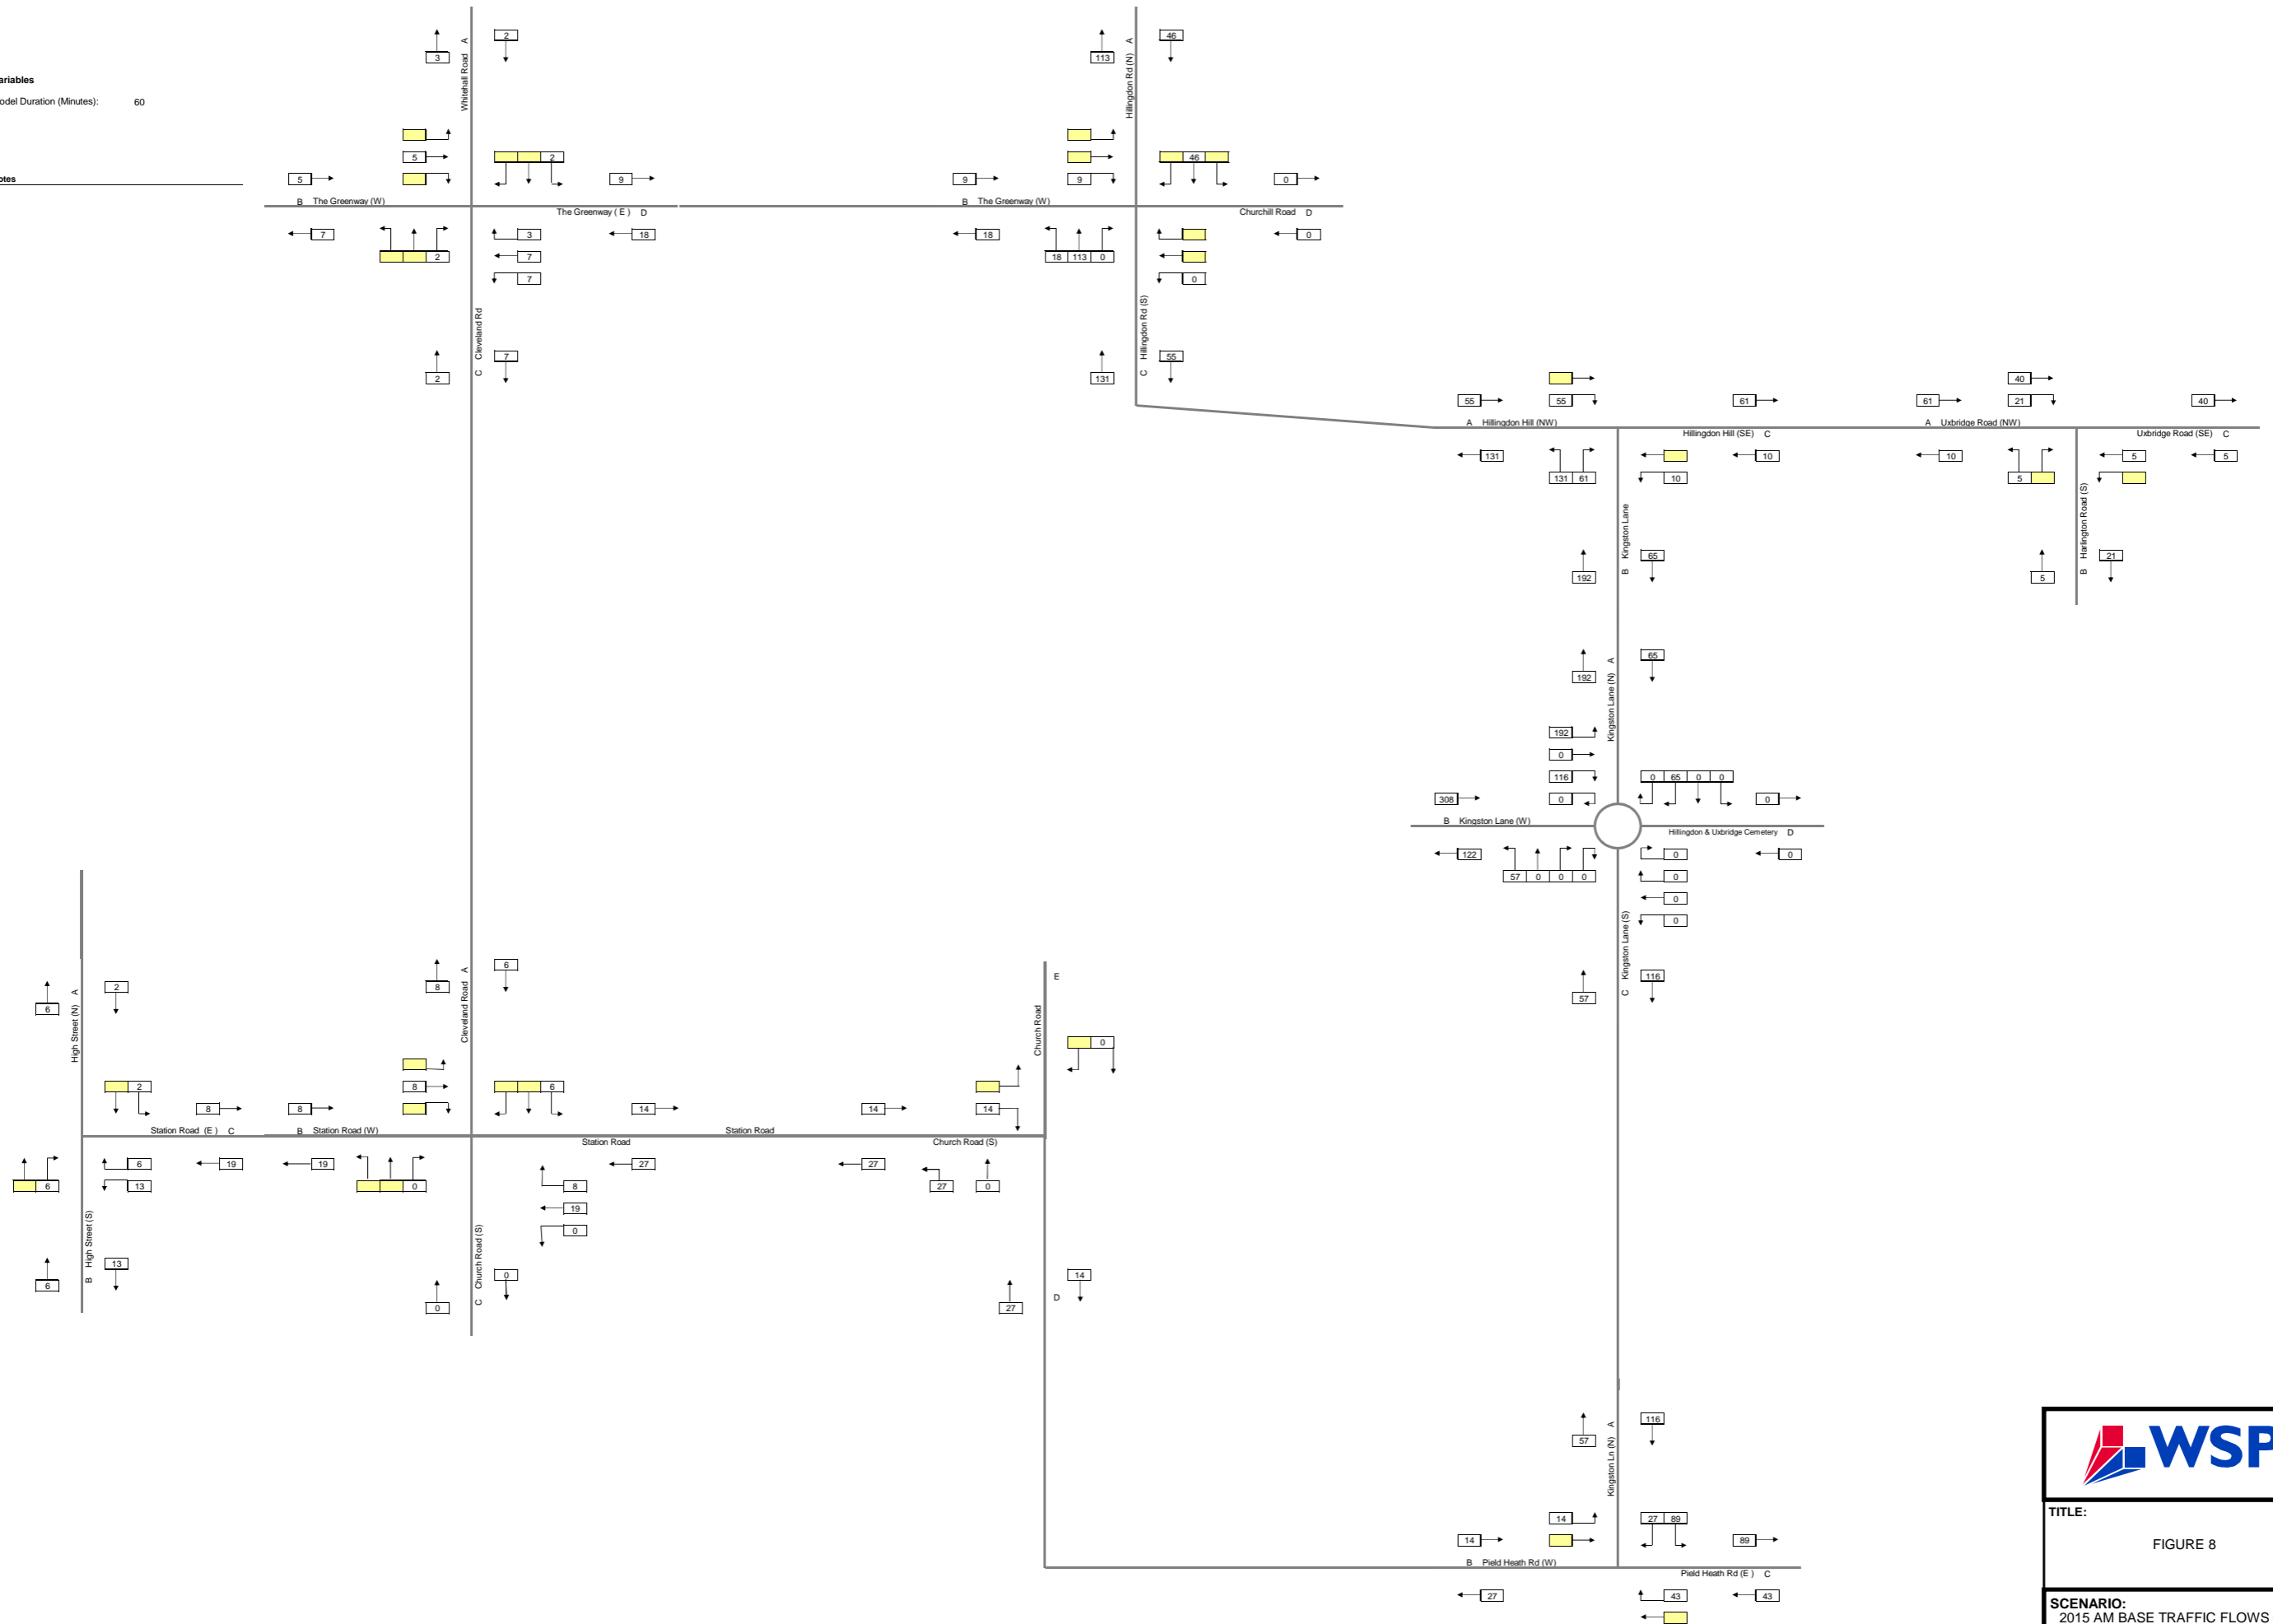 2
46
3
113
Whitehall Road A
Hillingdon Rd (N) A
ariables
odel Duration (Minutes): 60
5
2
46
otes
5
9
9
9
0
B The Greenway (W)
The Greenway ( E ) D
B The Greenway (W)
Churchill Road D
7
2
3
18
18
18 113 0
0
7
7
0
C Cleveland Rd
C Hillingdon Rd (S)
7
2
55
131
40
55
55
61
61
21
40
A Hillingdon Hill (NW)
Hillingdon Hill (SE) C
A Uxbridge Road (NW)
Uxbridge Road (SE) C
131
131 61
10
10
10
5
5
5
B Kingston Lane
B Harlington Road (S)
192
65
5
21
192
65
Kingston Lane (N) A
192
0
116
0 65 0 0
308
0
0
B Kingston Lane (W)
Hillingdon & Uxbridge Cemetery D
122
57 0 0 0
0
0
0
0
0
C Kingston Lane (S)
57
116
6
2
High Street (N) A
8
6
Cleveland Road A
E
Church Road
0
2
8
6
8
8
14
14
14
Station Road (E ) C
B Station Road (W)
Station Road
Station Road
Church Road (S)
6
6
13
19
19
0
27
8
19
0
27
27
0
B High Street (S)
C Church Road (S)
6
13
0
0
27
14
D
57
116
Kingston Ln (N) A
14
27 89
14
89
B Pield Heath Rd (W)
Pield Heath Rd (E ) C
27
43
43
WSP
TITLE:
FIGURE 8
SCENARIO:
2015 AM BASE TRAFFIC FLOWS